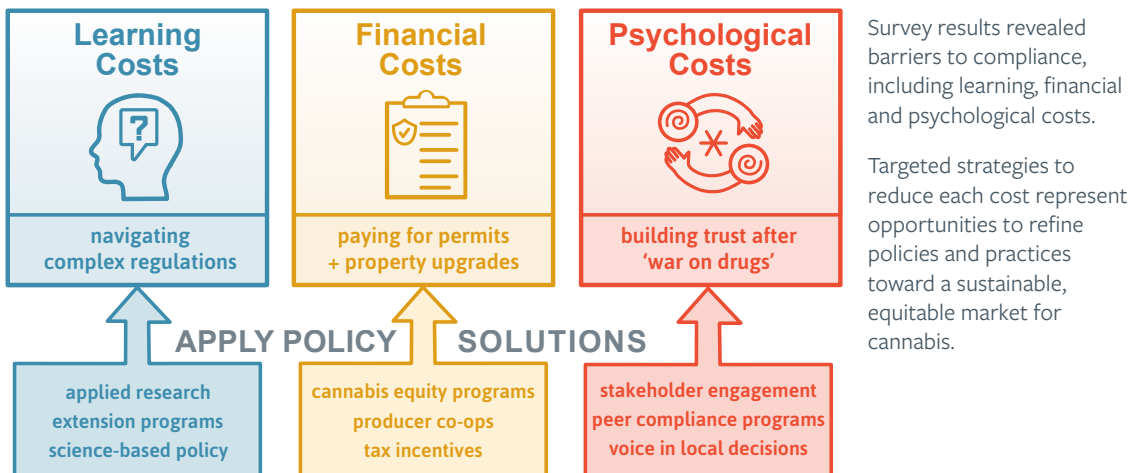 Learning
Costs
?
navigating
complex regulations
Financial
Costs
paying for permits
+ property upgrades
Psychological
Costs
building trust after
‘war on drugs’
APPLY POLICY SOLUTIONS
applied research
extension programs
science-based policy
cannabis equity programs
producer co-ops
tax incentives
stakeholder engagement
peer compliance programs
voice in local decisions
Survey results revealed
barriers to compliance,
including learning, financial
and psychological costs.
Targeted strategies to
reduce each cost represent
opportunities to refine
policies and practices
toward a sustainable,
equitable market for
cannabis.